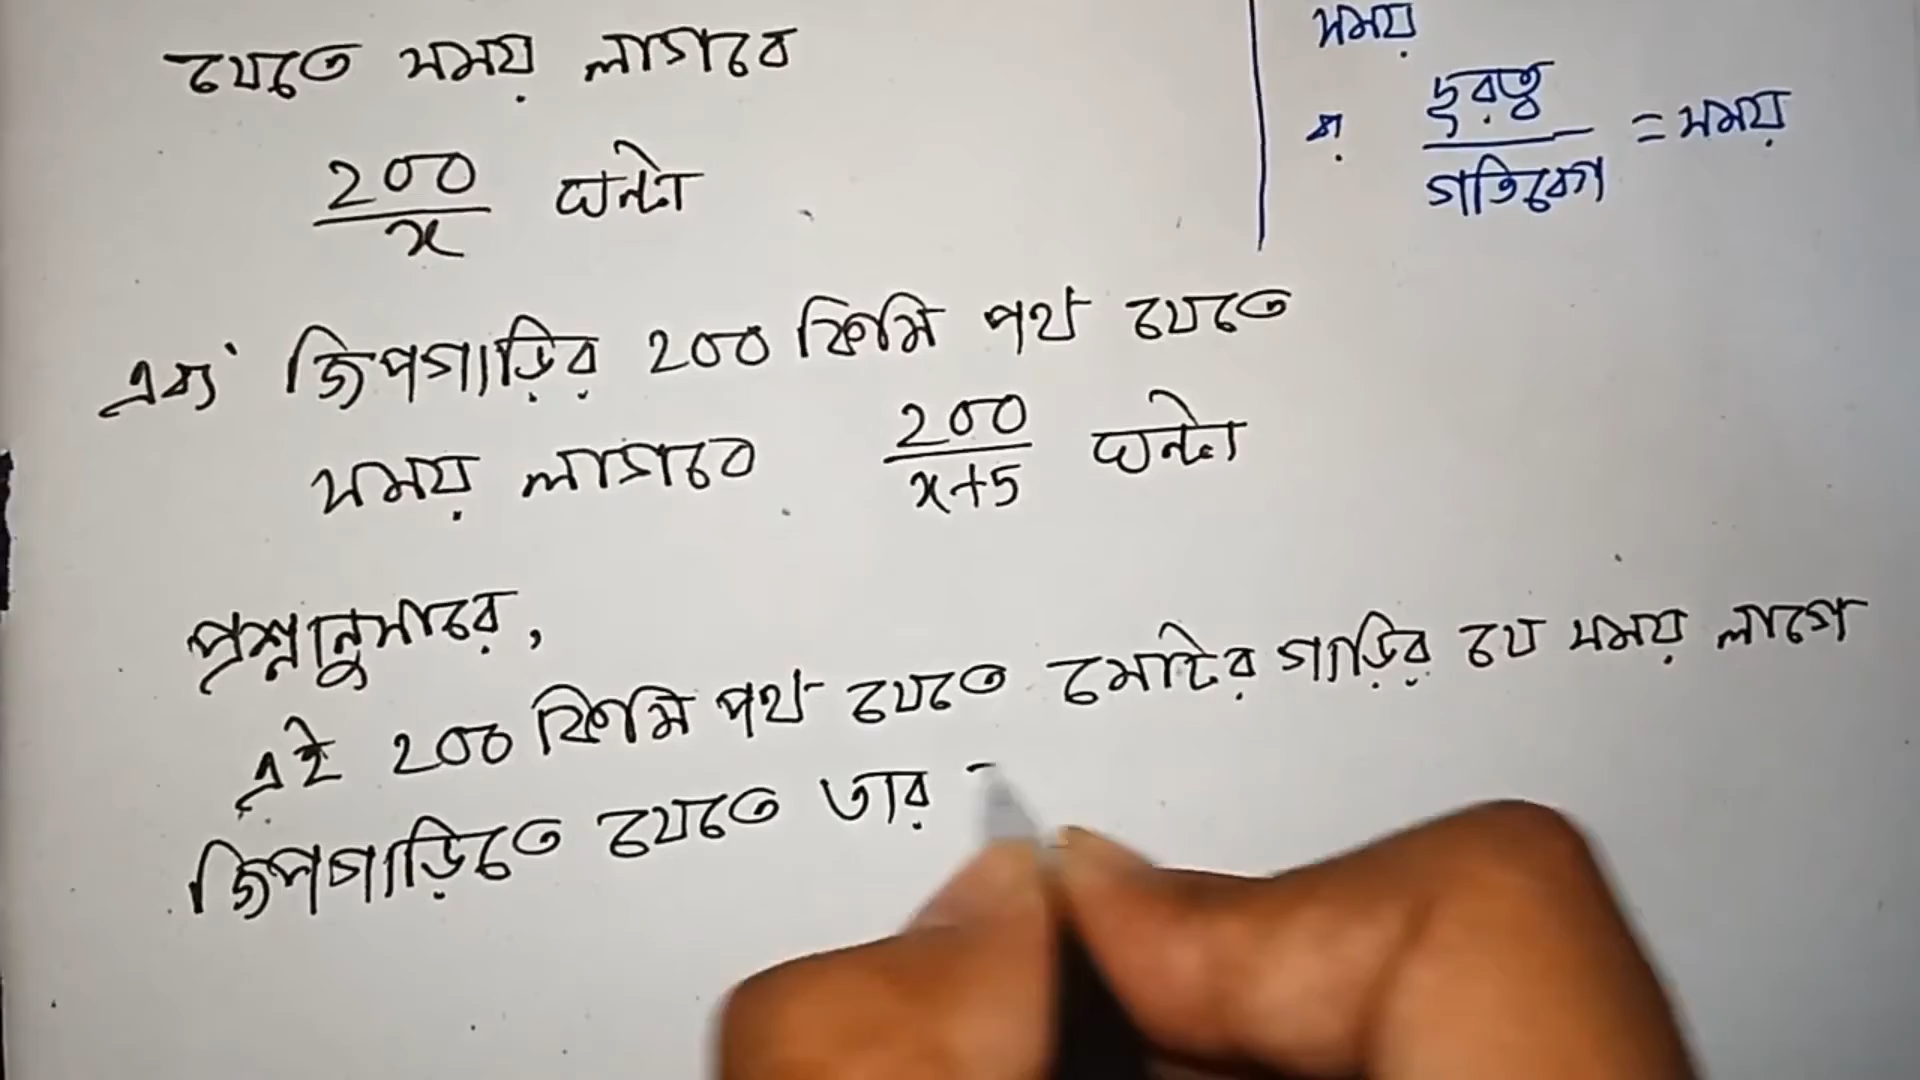 যেতে সময় লাগবে
200
x ঘন্টা
এবং জিপগাড়ির 200 কিমি পথ যেতে
সময় লাগবে 200
x+5 ঘন্টা
প্রশ্নানুসারে,
এই 200 কিমি পথ যেতে মোটর গাড়ির যে সময় লাগে
জিপগাড়িতে যেতে তার
সময়
দূরত্ব
গতিবেগ = সময়